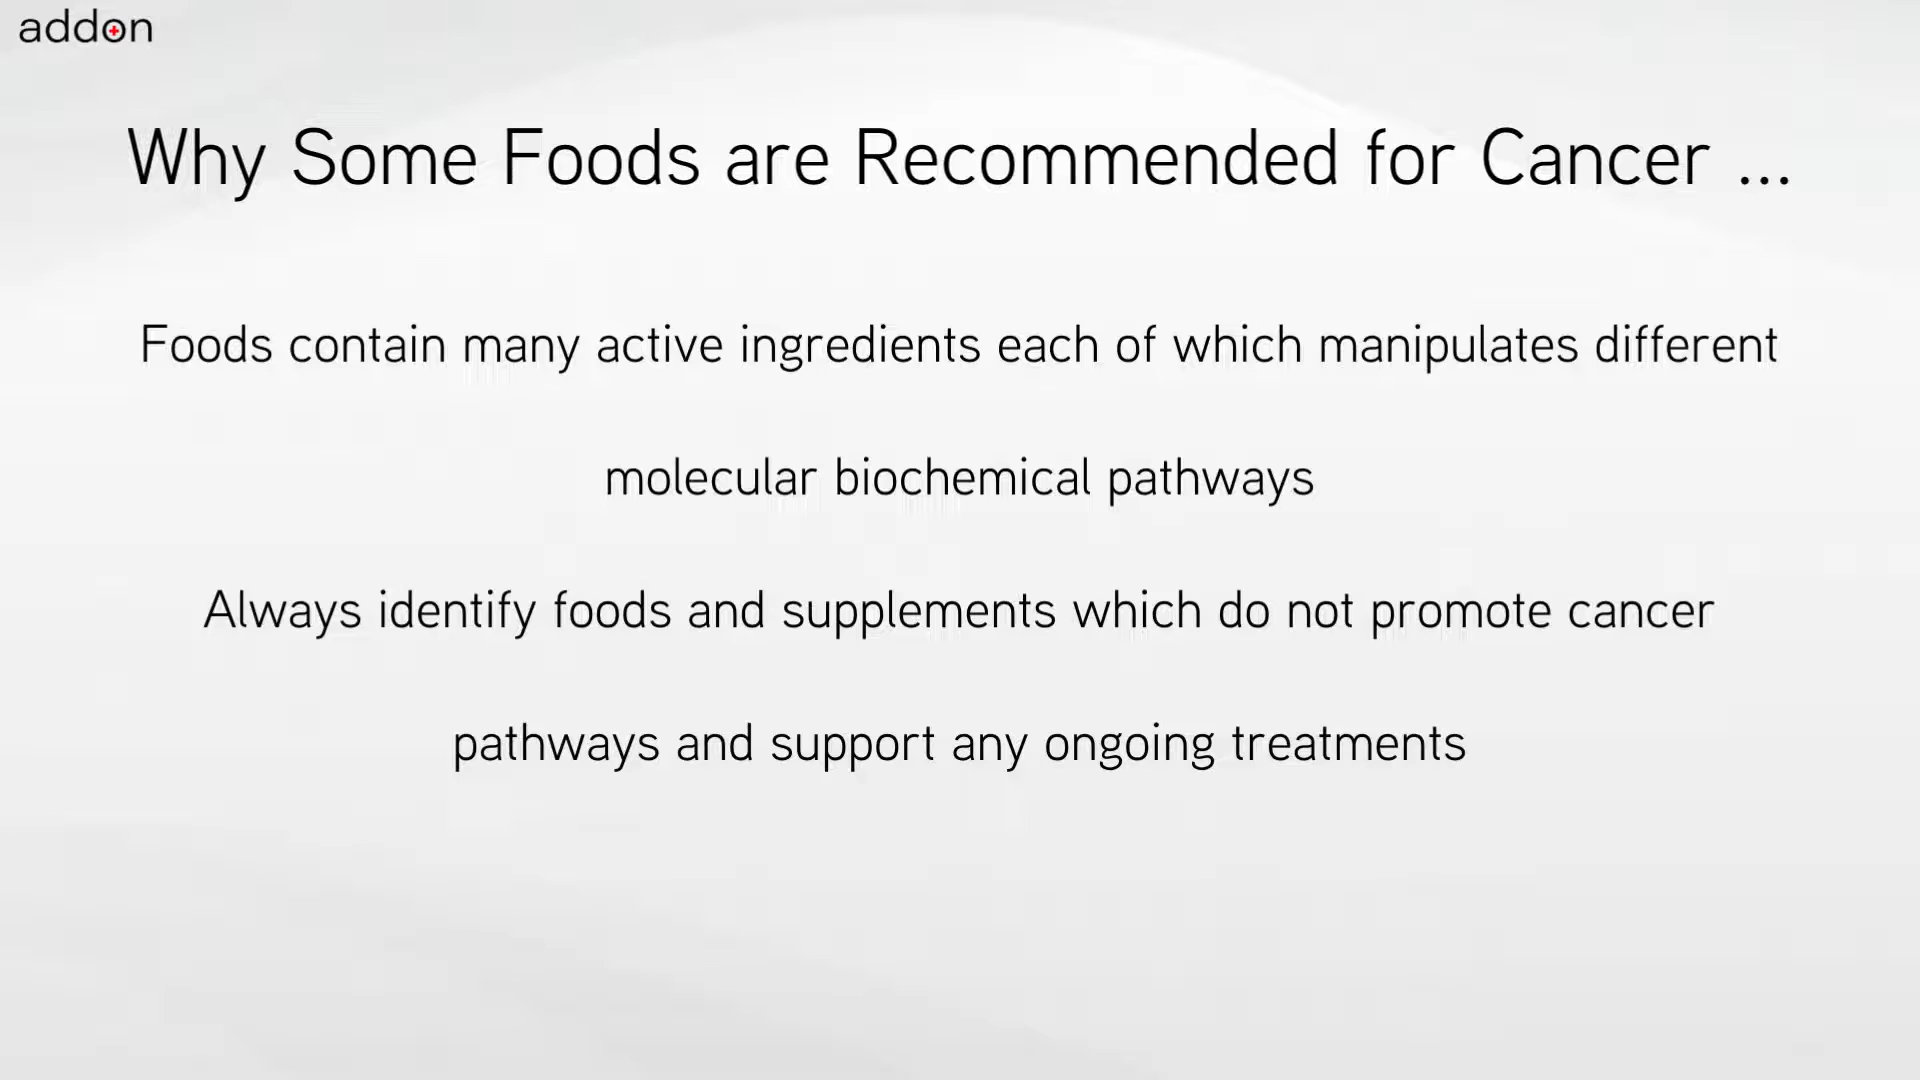 addon
Why Some Foods are Recommended for Cancer ...
Foods contain many active ingredients each of which manipulates different
molecular biochemical pathways
Always identify foods and supplements which do not promote cancer
pathways and support any ongoing treatments